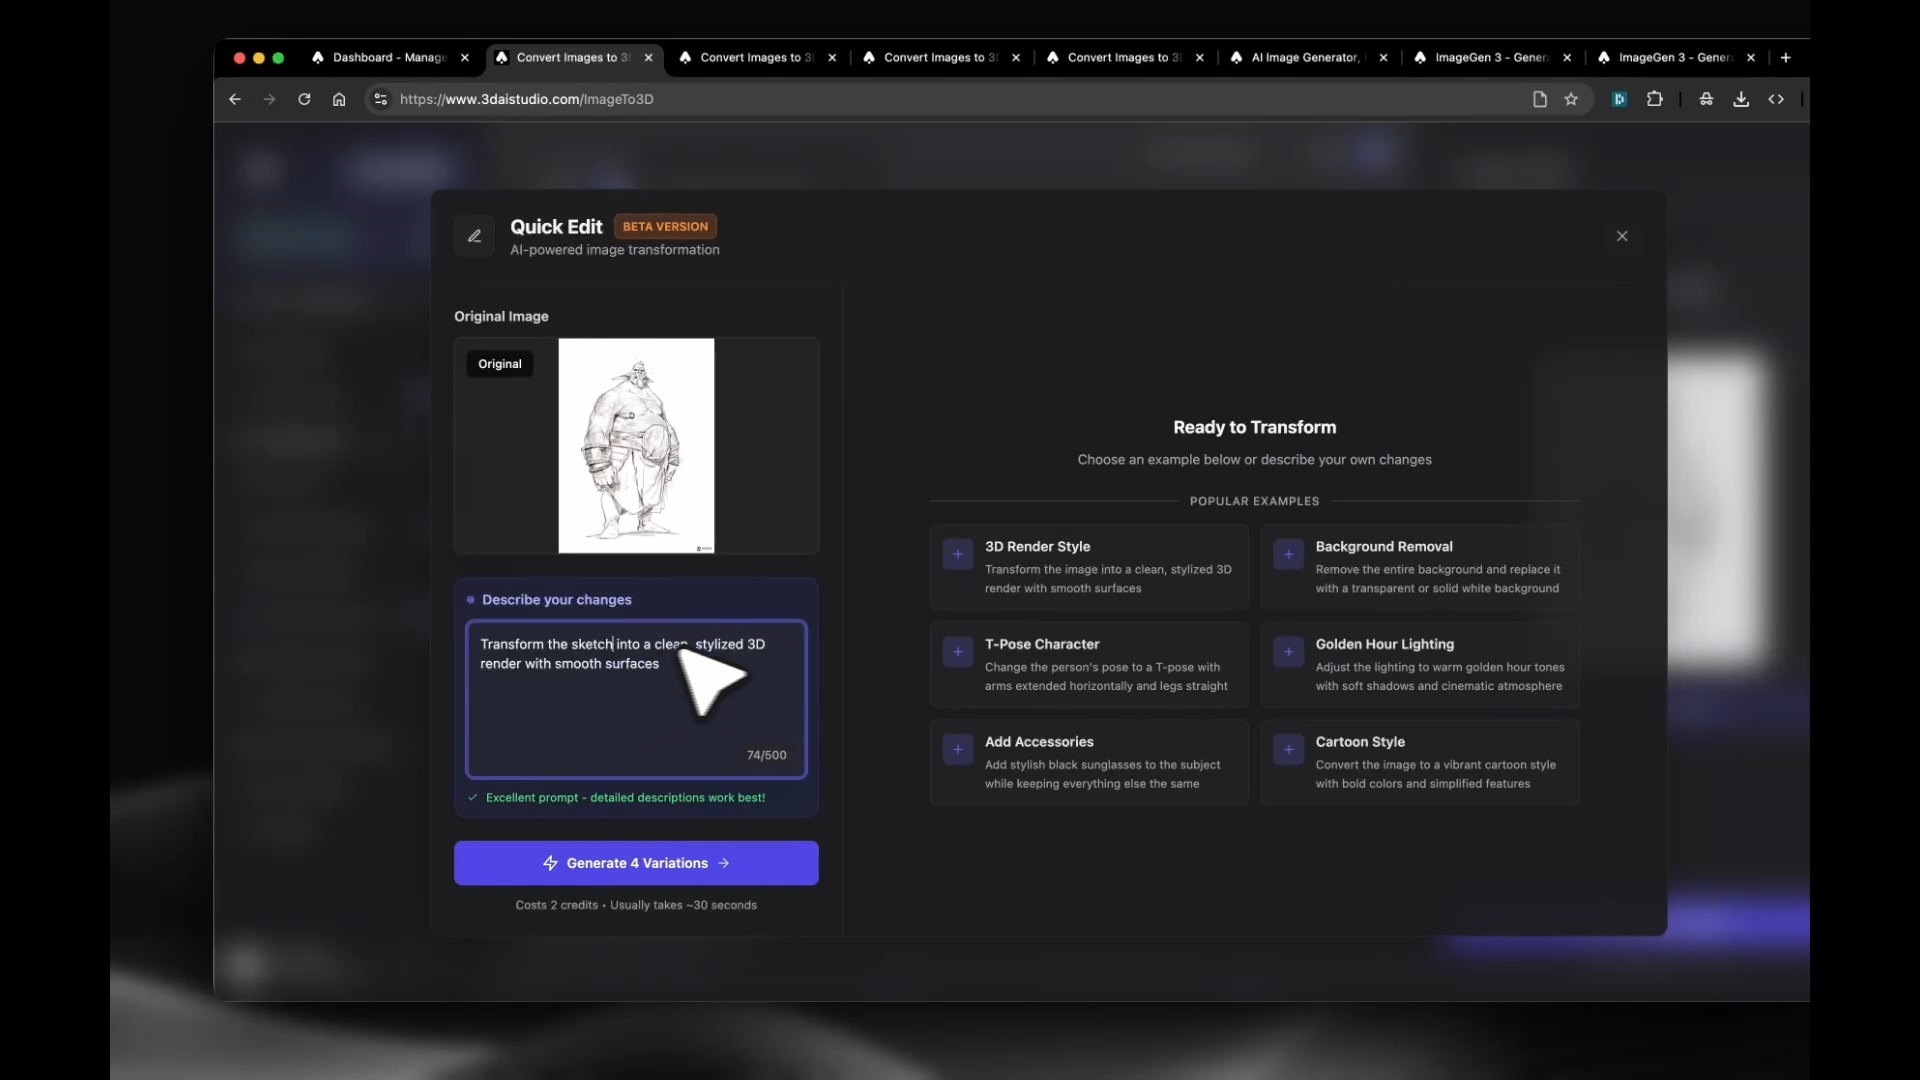 Dashboard - Manage
Convert Images to 3D
Convert Images to 3D
Convert Images to 3D
Convert Images to 3D
AI Image Generator,
ImageGen 3 - Genera
ImageGen 3 - Genera
https://www.3daistudio.com/ImageTo3D
Quick Edit
BETA VERSION
AI-powered image transformation
Original Image
Original
Describe your changes
Transform the sketch into a clean, stylized 3D
render with smooth surfaces
74/500
Excellent prompt - detailed descriptions work best!
Generate 4 Variations
Costs 2 credits • Usually takes ~30 seconds
Ready to Transform
Choose an example below or describe your own changes
POPULAR EXAMPLES
3D Render Style
Transform the image into a clean, stylized 3D
render with smooth surfaces
Background Removal
Remove the entire background and replace it
with a transparent or solid white background
T-Pose Character
Change the person's pose to a T-pose with
arms extended horizontally and legs straight
Golden Hour Lighting
Adjust the lighting to warm golden hour tones
with soft shadows and cinematic atmosphere
Add Accessories
Add stylish black sunglasses to the subject
while keeping everything else the same
Cartoon Style
Convert the image to a vibrant cartoon style
with bold colors and simplified features